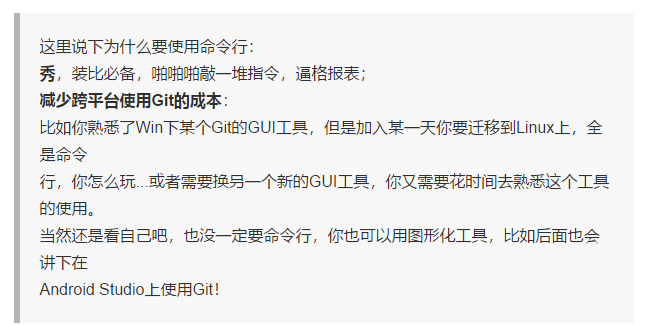 这里说下为什么要使用命令行：
秀，装比必备，啪啪啪敲一堆指令，逼格报表；
减少跨平台使用Git的成本：
比如你熟悉了Win下某个Git的GUI工具，但是加入某一天你要迁移到Linux上，全
是命令
行，你怎么玩...或者需要换另一个新的GUI工具，你又需要花时间去熟悉这个工具
的使用。
当然还是看自己吧，也没一定要命令行，你也可以用图形化工具，比如后面也会
讲下在
Android Studio上使用Git！